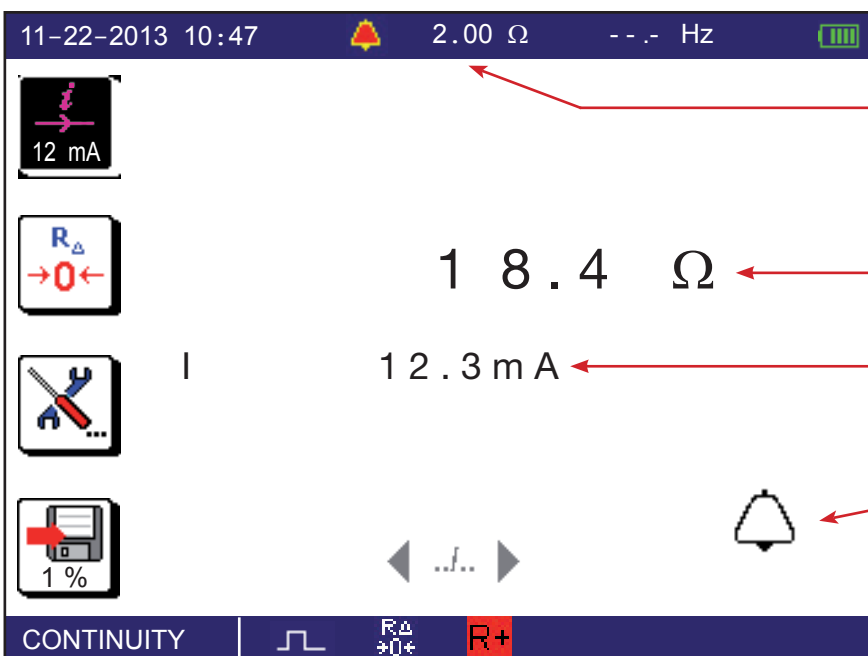 11-22-2013 10:47 2.00 Ω --.- Hz
i
12 mA
RΔ
→0←
18.4 Ω
I 12.3mA
...
1 %
../..
CONTINUITY RΔ →0← R+